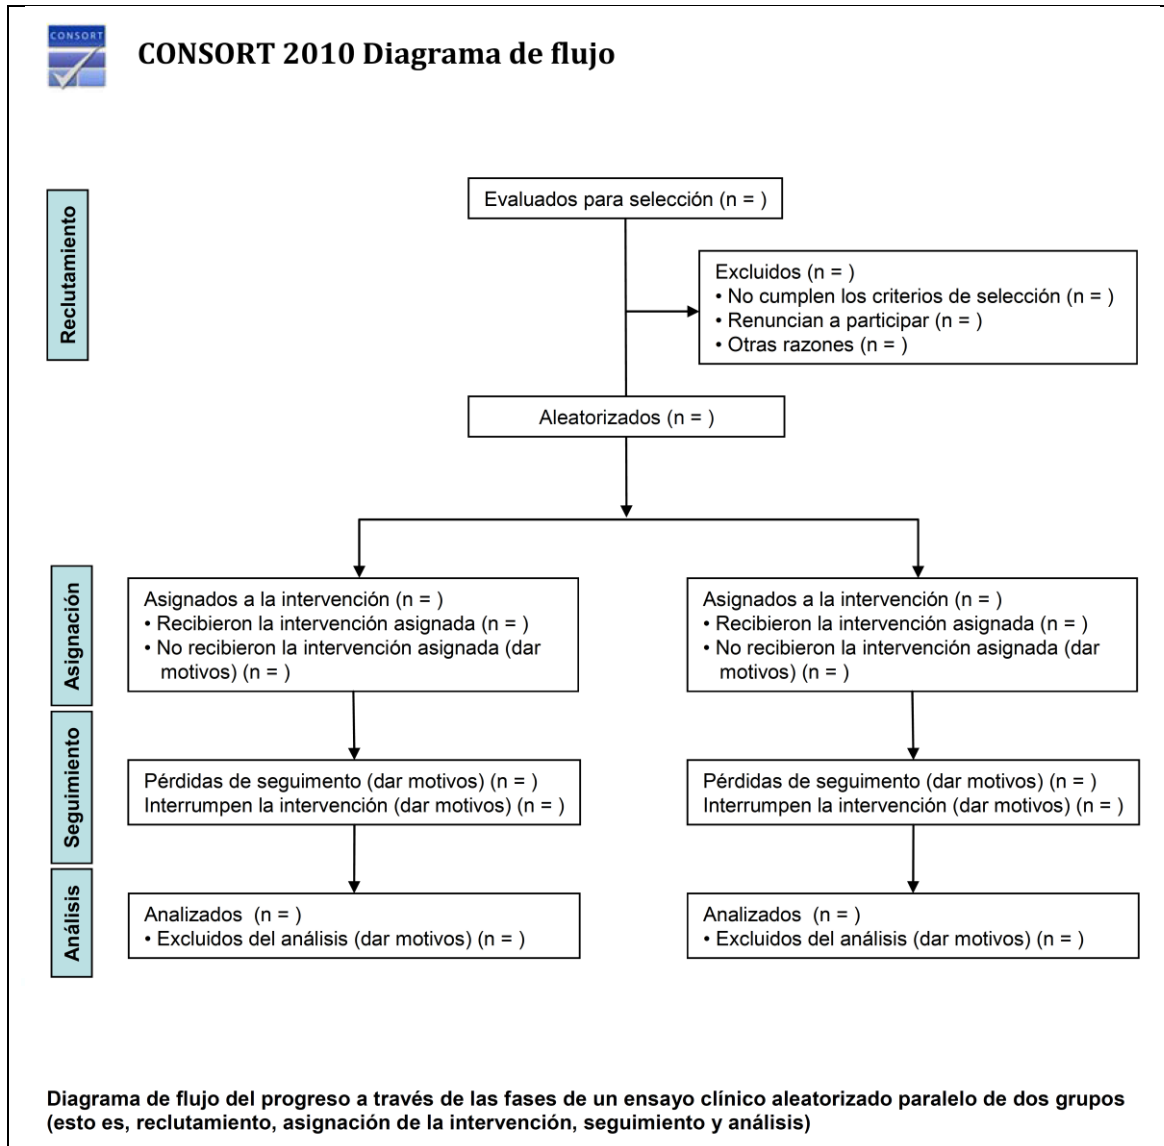 CONSORT
CONSORT 2010 Diagrama de flujo
Reclutamiento
Evaluados para selección (n = )
Excluidos (n = )
• No cumplen los criterios de selección (n = )
• Renuncian a participar (n = )
• Otras razones (n = )
Aleatorizados (n = )
Asignación
Asignados a la intervención (n = )
• Recibieron la intervención asignada (n = )
• No recibieron la intervención asignada (dar
motivos) (n = )
Asignados a la intervención (n = )
• Recibieron la intervención asignada (n = )
• No recibieron la intervención asignada (dar
motivos) (n = )
Seguimiento
Pérdidas de seguimento (dar motivos) (n = )
Interrumpen la intervención (dar motivos) (n = )
Pérdidas de seguimento (dar motivos) (n = )
Interrumpen la intervención (dar motivos) (n = )
Análisis
Analizados (n = )
• Excluidos del análisis (dar motivos) (n = )
Analizados (n = )
• Excluidos del análisis (dar motivos) (n = )
Diagrama de flujo del progreso a través de las fases de un ensayo clínico aleatorizado paralelo de dos grupos
(esto es, reclutamiento, asignación de la intervención, seguimiento y análisis)